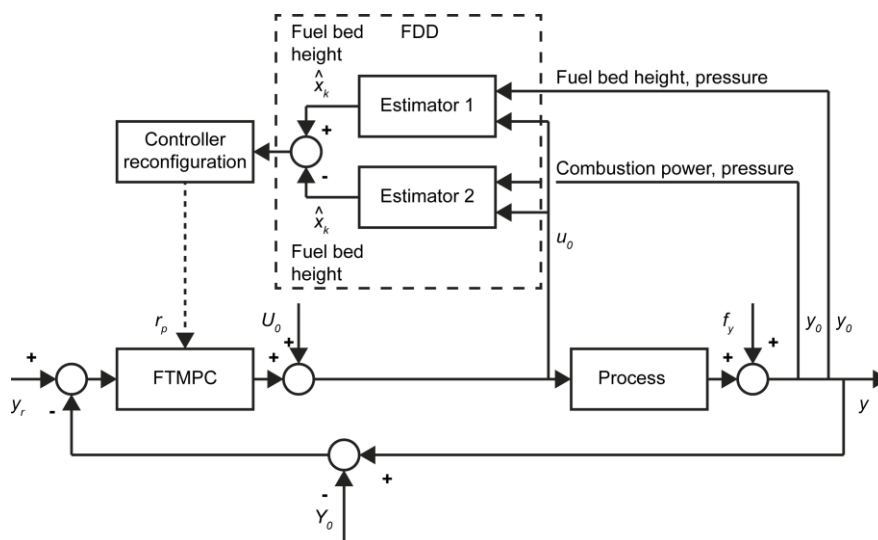 Fuel bed
height
FDD
x̂ₖ
Estimator 1
Fuel bed height, pressure
Controller
reconfiguration
+
-
Combustion power, pressure
Estimator 2
x̂ₖ
Fuel bed
height
u₀
rₚ
U₀
f_y
y₀
y₀
+
+
+
+
+
FTMPC
Process
yᵣ
-
y
+
-
Y₀